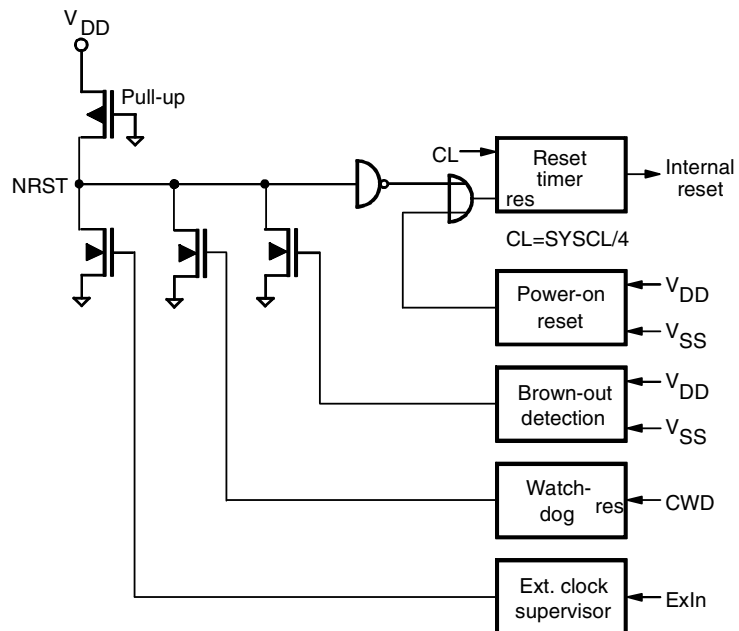 VDD
Pull-up
NRST
CL
Reset
timer
res
Internal
reset
CL=SYSCL/4
Power-on
reset
VDD
VSS
Brown-out
detection
VDD
VSS
Watch-
dog
res
CWD
Ext. clock
supervisor
ExIn